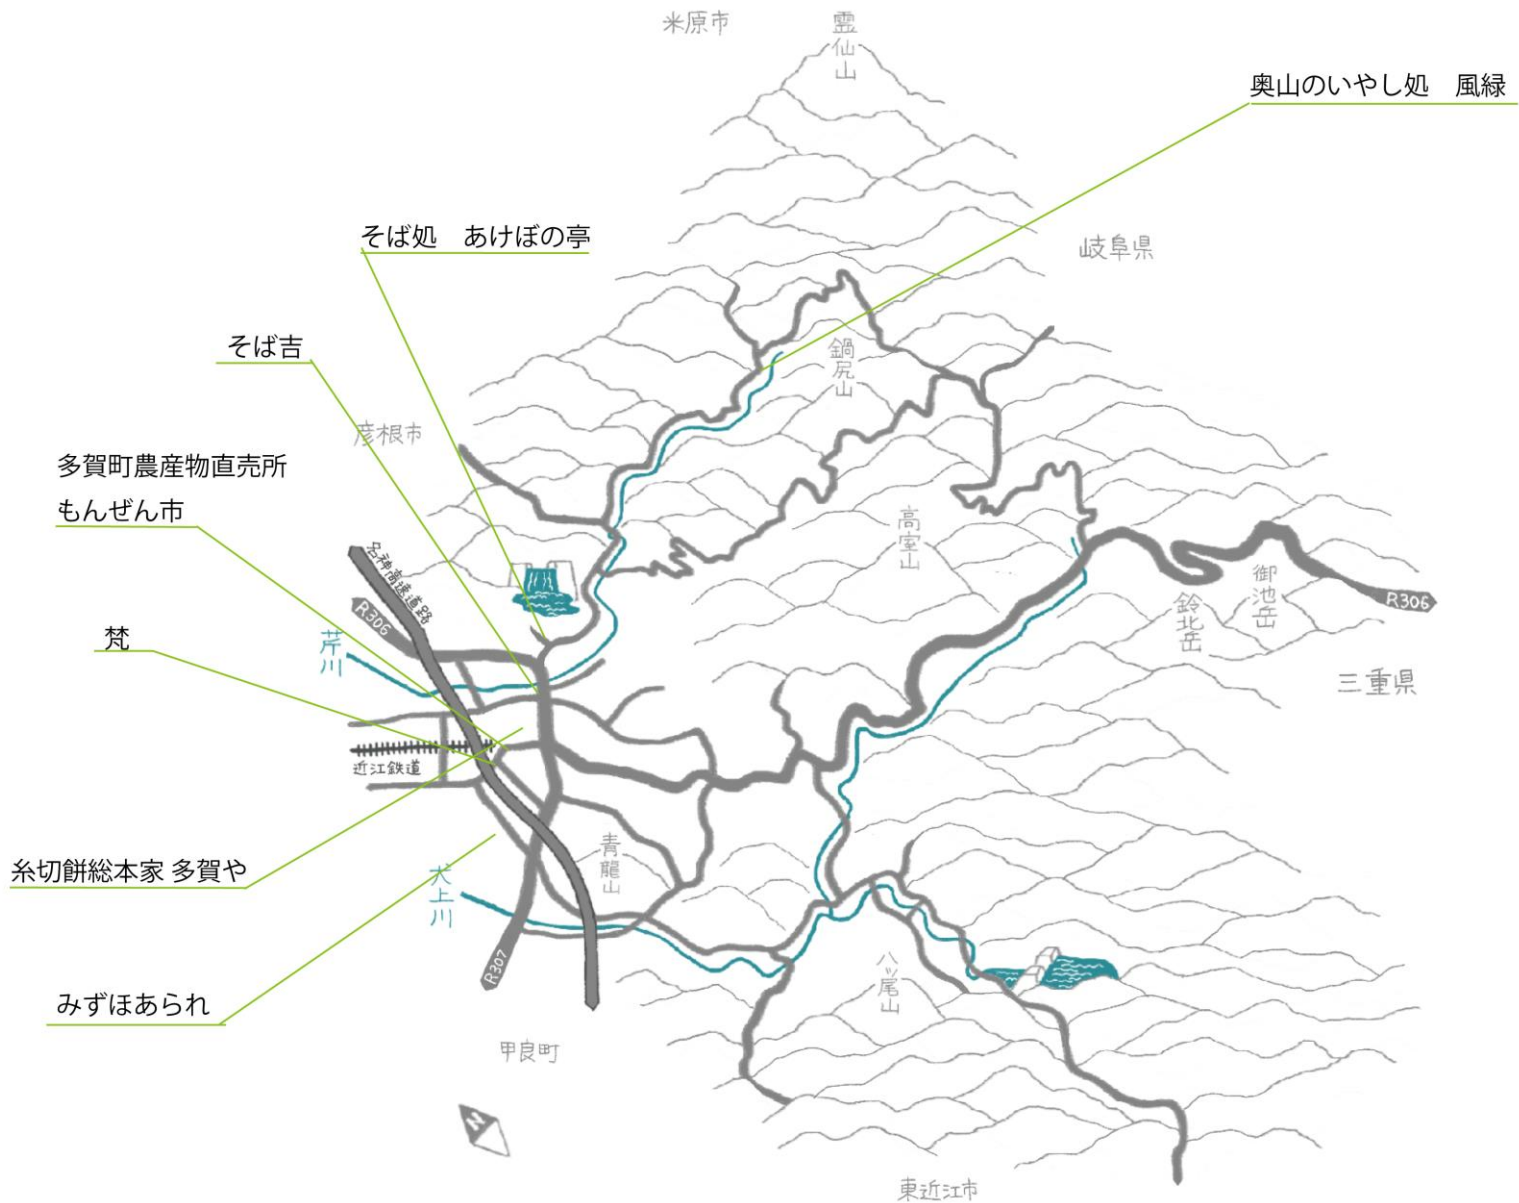 米原市
霊仙山
奥山のいやし処　風緑
そば処　あけぼの亭
岐阜県
そば吉
鍋尻山
彦根市
多賀町農産物直売所
もんぜん市
高室山
名神高速道路
R306
御池岳
鈴北岳
R306
芹川
梵
三重県
近江鉄道
青龍山
糸切餅総本家 多賀や
犬上川
R307
八ッ尾山
みずほあられ
甲良町
N
東近江市